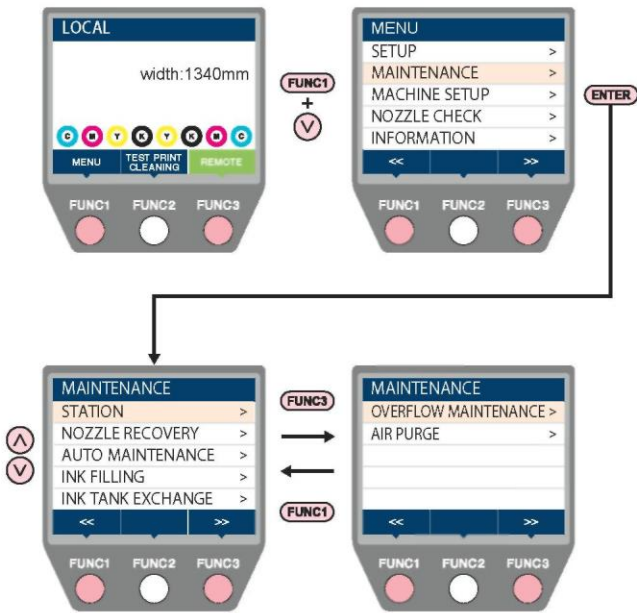 LOCAL
width:1340mm
C M Y K Y K M C
MENU TEST PRINT CLEANING REMOTE
FUNC1 FUNC2 FUNC3
FUNC1
+
MENU
SETUP >
MAINTENANCE >
MACHINE SETUP >
NOZZLE CHECK >
INFORMATION >
<< >>
FUNC1 FUNC2 FUNC3
ENTER
MAINTENANCE
STATION >
NOZZLE RECOVERY >
AUTO MAINTENANCE >
INK FILLING >
INK TANK EXCHANGE >
<< >>
FUNC1 FUNC2 FUNC3
FUNC3
FUNC1
MAINTENANCE
OVERFLOW MAINTENANCE >
AIR PURGE >
<< >>
FUNC1 FUNC2 FUNC3